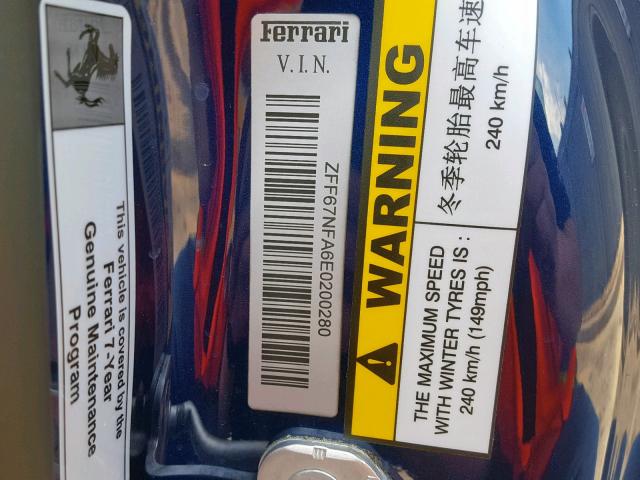 Ferrari
V.I.N.
ZFF67NFA6E0200280
WARNING
THE MAXIMUM SPEED
WITH WINTER TYRES IS :
240 km/h (149mph)
冬季轮胎最高车速
240 km/h
This vehicle is covered by the
Ferrari 7-Year
Genuine Maintenance
Program